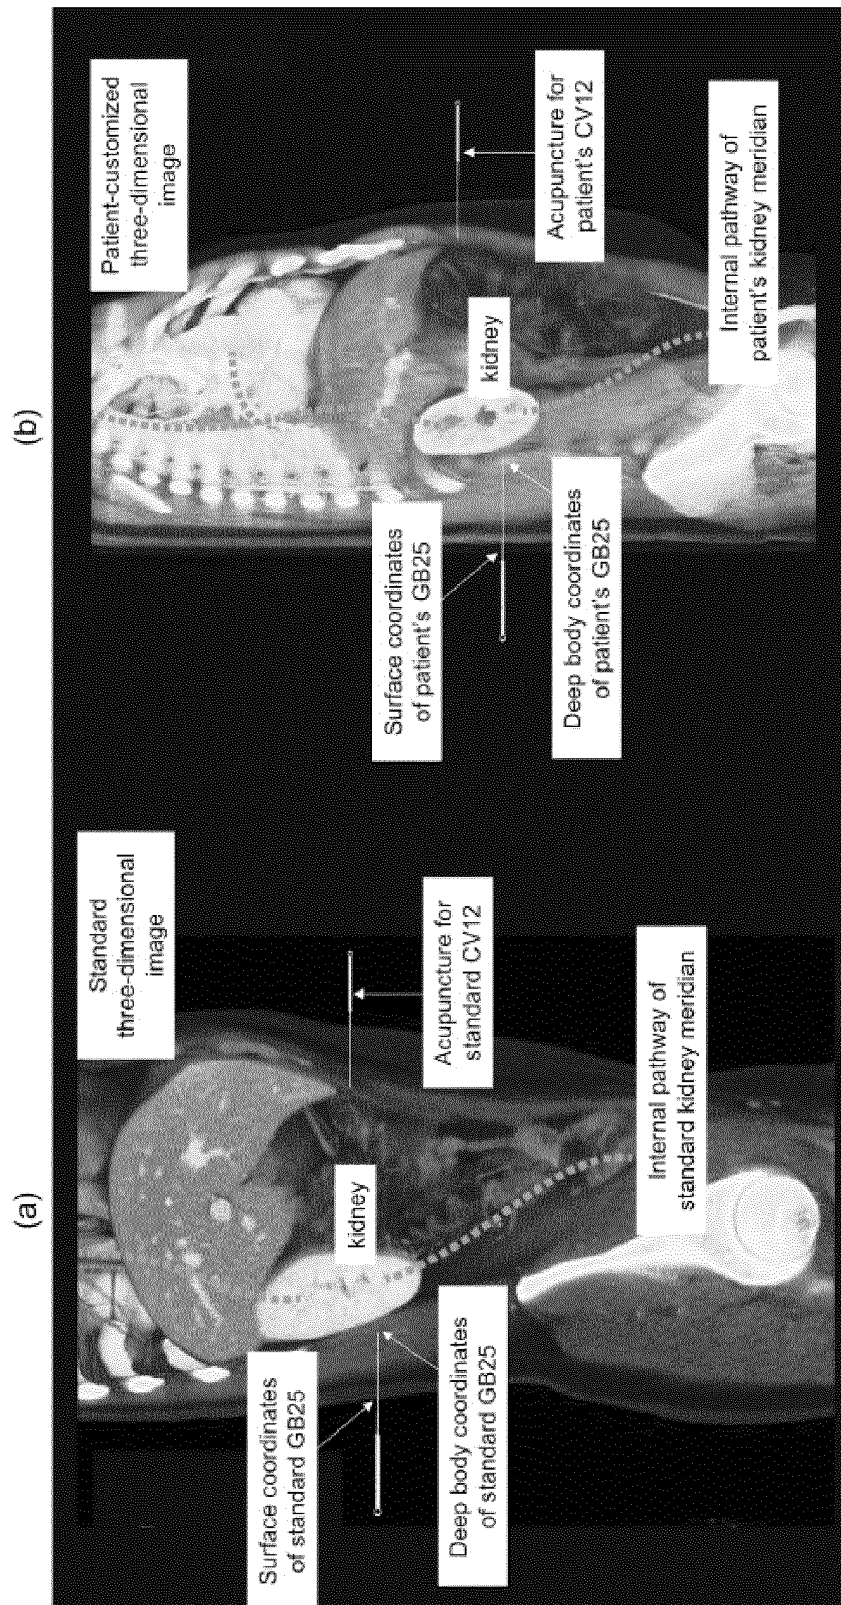 (a)
Standard
three-dimensional
image
kidney
Surface coordinates
of standard GB25
Deep body coordinates
of standard GB25
Acupuncture for
standard CV12
Internal pathway of
standard kidney meridian
(b)
Patient-customized
three-dimensional
image
kidney
Surface coordinates
of patient's GB25
Deep body coordinates
of patient's GB25
Acupuncture for
patient's CV12
Internal pathway of
patient's kidney meridian